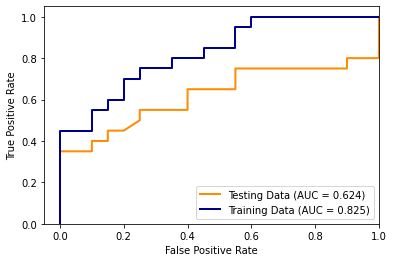 1.0
0.8
0.6
0.4
0.2
0.0
True Positive Rate
Testing Data (AUC = 0.624)
Training Data (AUC = 0.825)
0.0 0.2 0.4 0.6 0.8 1.0
False Positive Rate